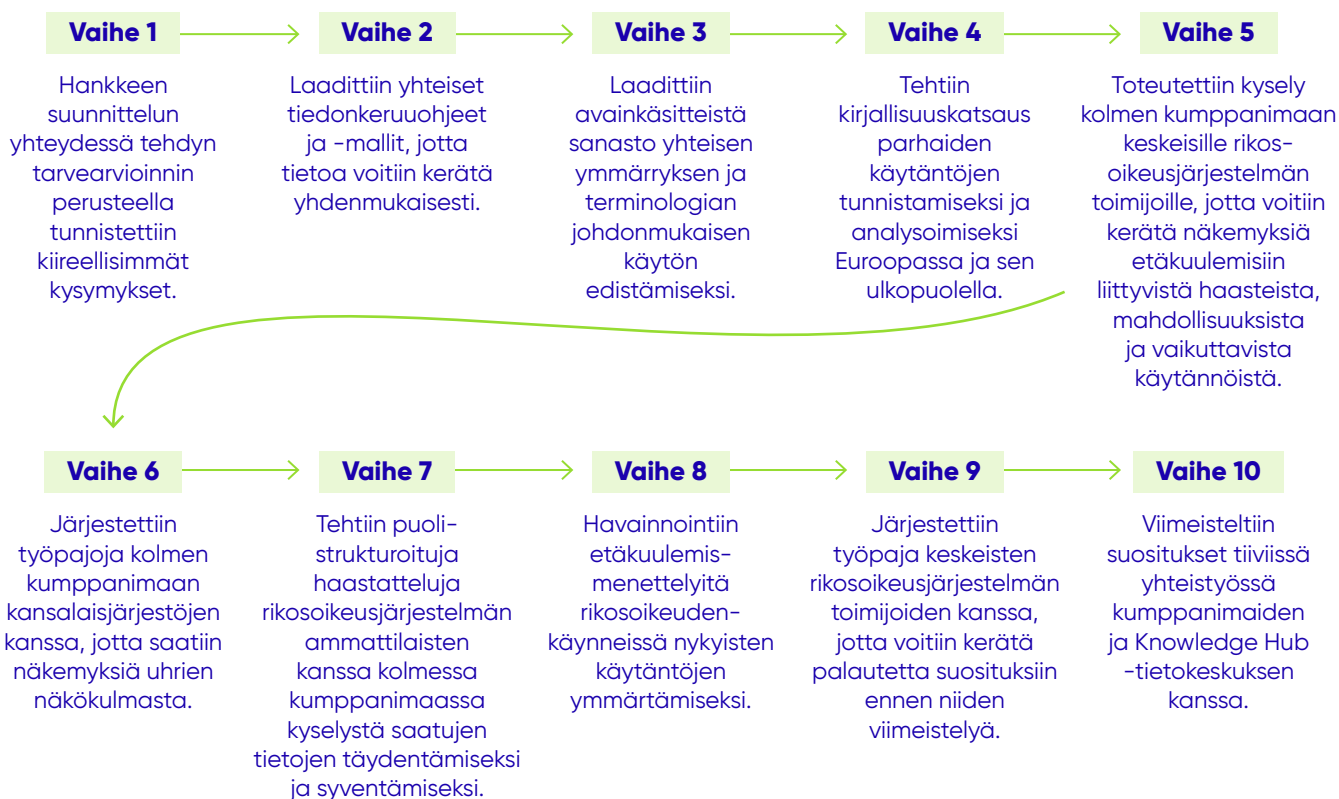 Vaihe 1
Hankkeen
suunnittelun
yhteydessä tehdyn
tarvearvioinnin
perusteella
tunnistettiin
kiireellisimmät
kysymykset.
Vaihe 2
Laadittiin yhteiset
tiedonkeruuohjeet
ja -mallit, jotta
tietoa voitiin kerätä
yhdenmukaisesti.
Vaihe 3
Laadittiin
avainkäsitteistä
sanasto yhteisen
ymmärryksen ja
terminologian
johdonmukaisen
käytön
edistämiseksi.
Vaihe 4
Tehtiin
kirjallisuuskatsaus
parhaiden
käytäntöjen
tunnistamiseksi ja
analysoimiseksi
Euroopassa ja sen
ulkopuolella.
Vaihe 5
Toteutettiin kysely
kolmen kumppanimaan
keskeisille rikos-
oikeusjärjestelmän
toimijoille, jotta voitiin
kerätä näkemyksiä
etäkuulemisiin
liittyvistä haasteista,
mahdollisuuksista
ja vaikuttavista
käytännöistä.
Vaihe 6
Järjestettiin
työpajoja kolmen
kumppanimaan
kansalaisjärjestöjen
kanssa, jotta saatiin
näkemyksiä uhrien
näkökulmasta.
Vaihe 7
Tehtiin puoli-
strukturoituja
haastatteluja
rikosoikeusjärjestelmän
ammattilaisten
kanssa kolmessa
kumppanimaassa
kyselystä saatujen
tietojen täydentämiseksi
ja syventämiseksi.
Vaihe 8
Havainnointiin
etäkuulemis-
menettelyitä
rikosoikeuden-
käynneissä nykyisten
käytäntöjen
ymmärtämiseksi.
Vaihe 9
Järjestettiin
työpaja keskeisten
rikosoikeusjärjestelmän
toimijoiden kanssa,
jotta voitiin kerätä
palautetta suosituksiin
ennen niiden
viimeistelyä.
Vaihe 10
Viimeisteltiin
suositukset tiiviissä
yhteistyössä
kumppanimaiden
ja Knowledge Hub
-tietokeskuksen
kanssa.